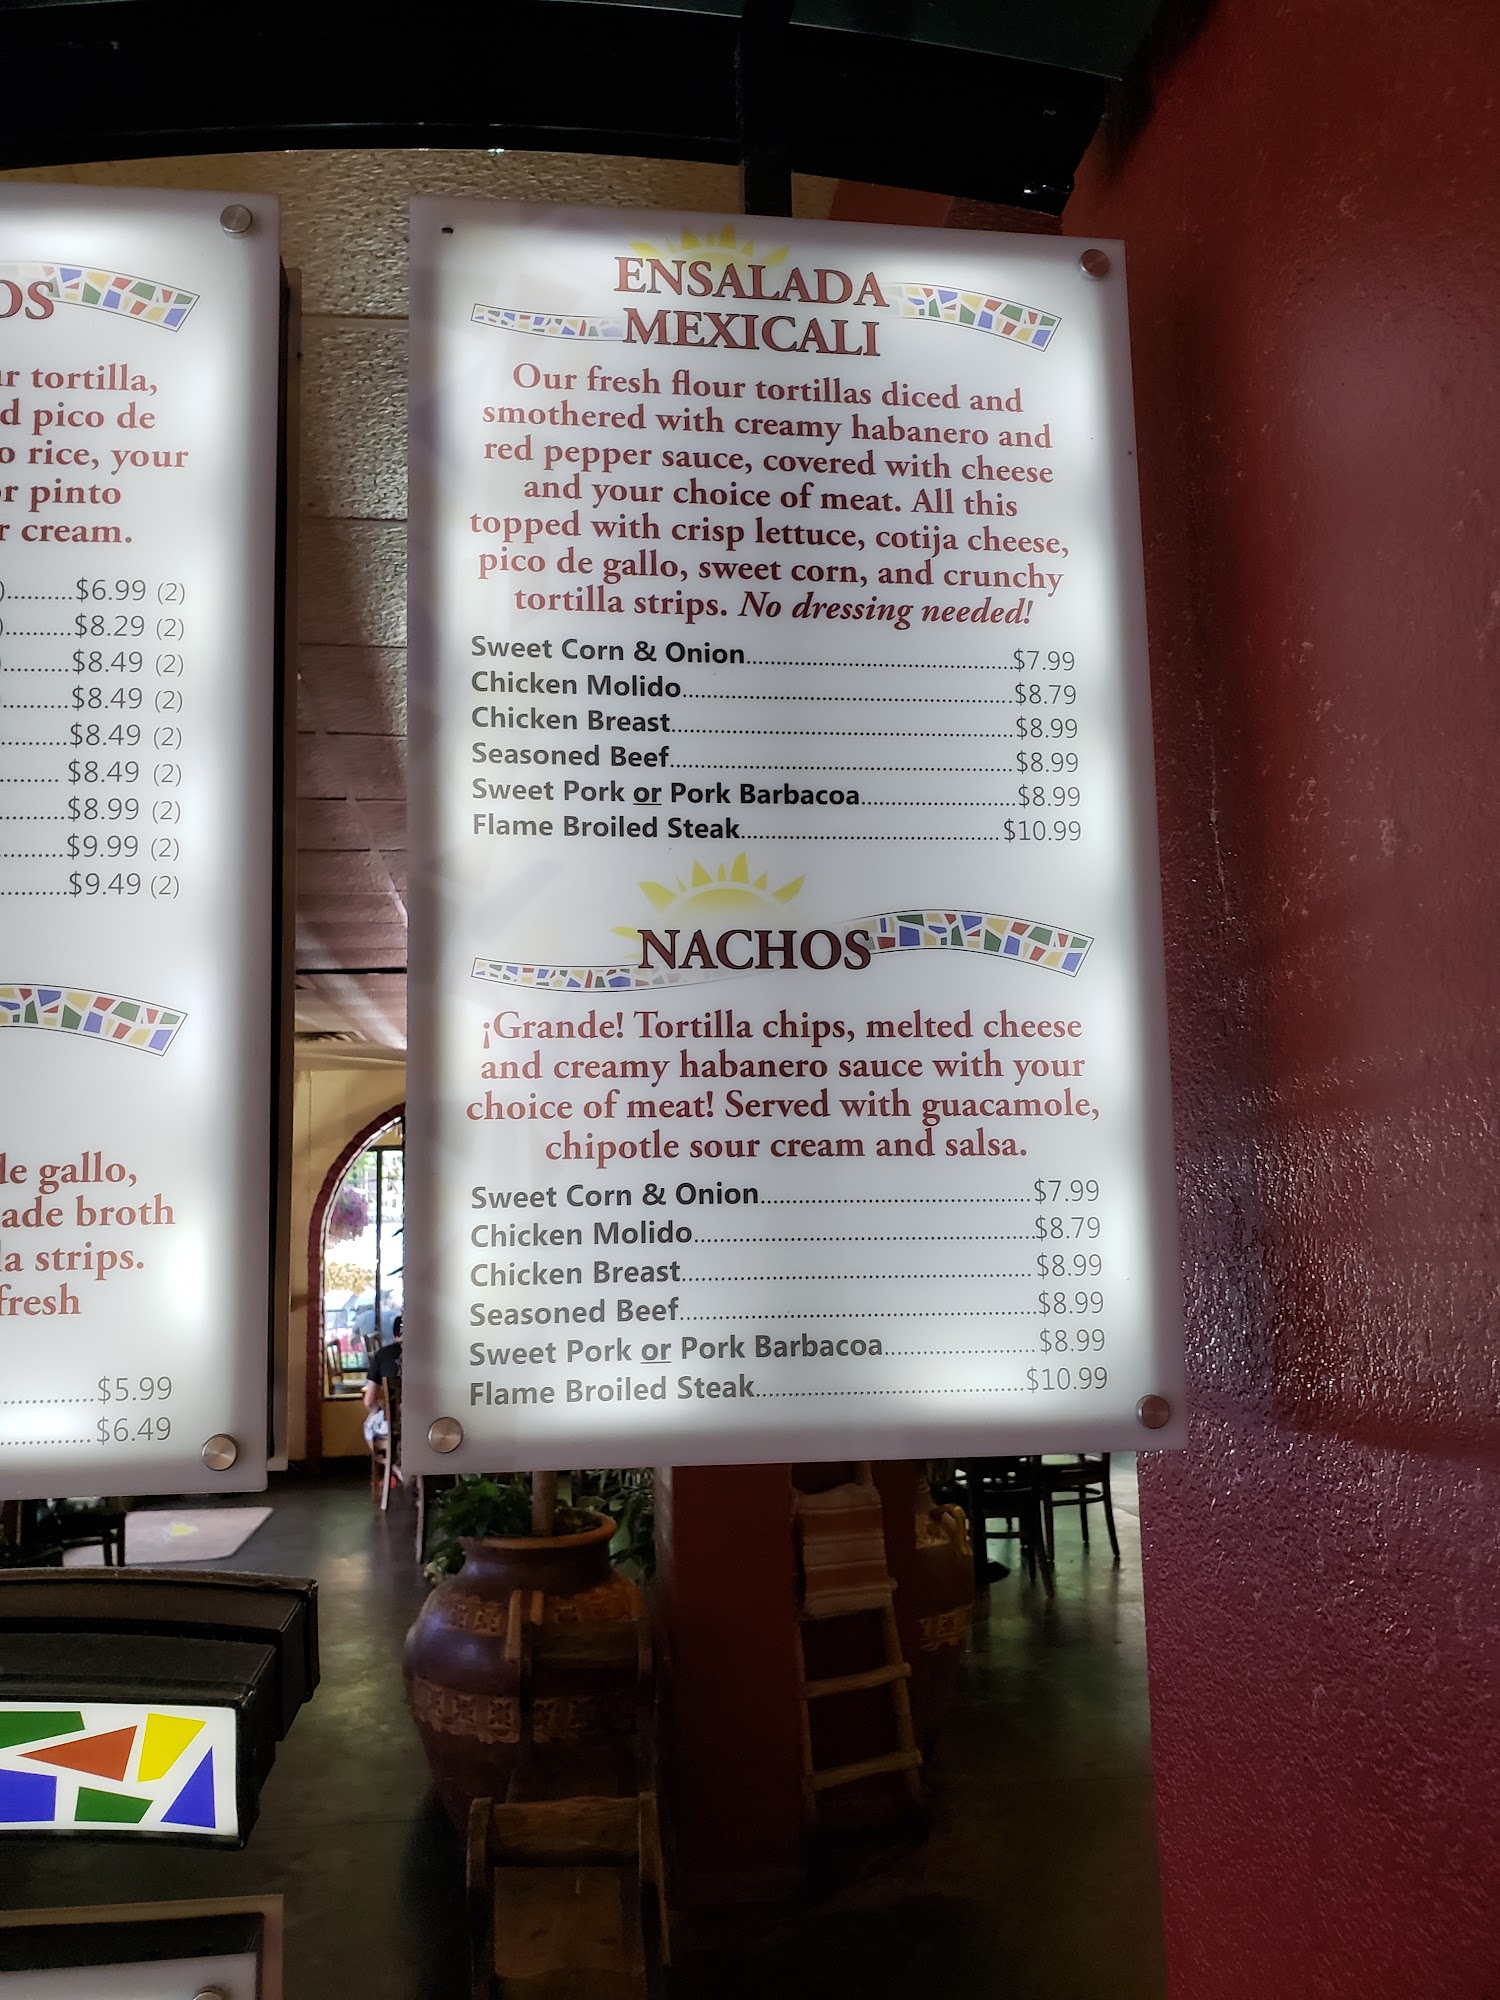 OS
r tortilla,
d pico de
o rice, your
r pinto
r cream.
)..........$6.99 (2)
)..........$8.29 (2)
..........$8.49 (2)
..........$8.49 (2)
..........$8.49 (2)
.......... $8.49 (2)
..........$8.99 (2)
..........$9.99 (2)
..........$9.49 (2)
le gallo,
ade broth
la strips.
fresh
..............$5.99
..............$6.49
ENSALADA
MEXICALI
Our fresh flour tortillas diced and
smothered with creamy habanero and
red pepper sauce, covered with cheese
and your choice of meat. All this
topped with crisp lettuce, cotija cheese,
pico de gallo, sweet corn, and crunchy
tortilla strips. No dressing needed!
Sweet Corn & Onion..........................................$7.99
Chicken Molido....................................................$8.79
Chicken Breast......................................................$8.99
Seasoned Beef......................................................$8.99
Sweet Pork or Pork Barbacoa........................$8.99
Flame Broiled Steak........................................$10.99
NACHOS
¡Grande! Tortilla chips, melted cheese
and creamy habanero sauce with your
choice of meat! Served with guacamole,
chipotle sour cream and salsa.
Sweet Corn & Onion..........................................$7.99
Chicken Molido....................................................$8.79
Chicken Breast......................................................$8.99
Seasoned Beef......................................................$8.99
Sweet Pork or Pork Barbacoa........................$8.99
Flame Broiled Steak........................................$10.99